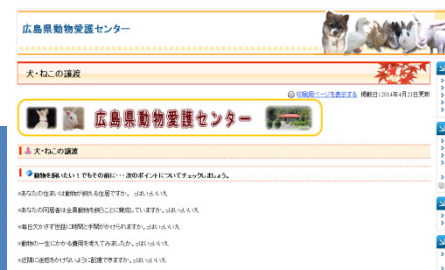 広島県動物愛護センター
犬・ねこの譲渡
印刷用ページを表示する 掲載日:2014年4月21日更新
広島県動物愛護センター
犬・ねこの譲渡
動物を飼いたい!でもその前に・・・次のポイントについてチェックしましょう。
*あなたの住まいは動物が飼える住居ですか。 □はい□いいえ
*あなたの同居者は全員動物を飼うことに賛成していますか。□はい□いいえ
*毎日欠かさず世話に時間と手間がかけられますか。□はい□いいえ
*動物の一生にかかる費用を考えてみましたか。□はい□いいえ
*近隣に迷惑をかけないように配慮できますか。□はい□いいえ